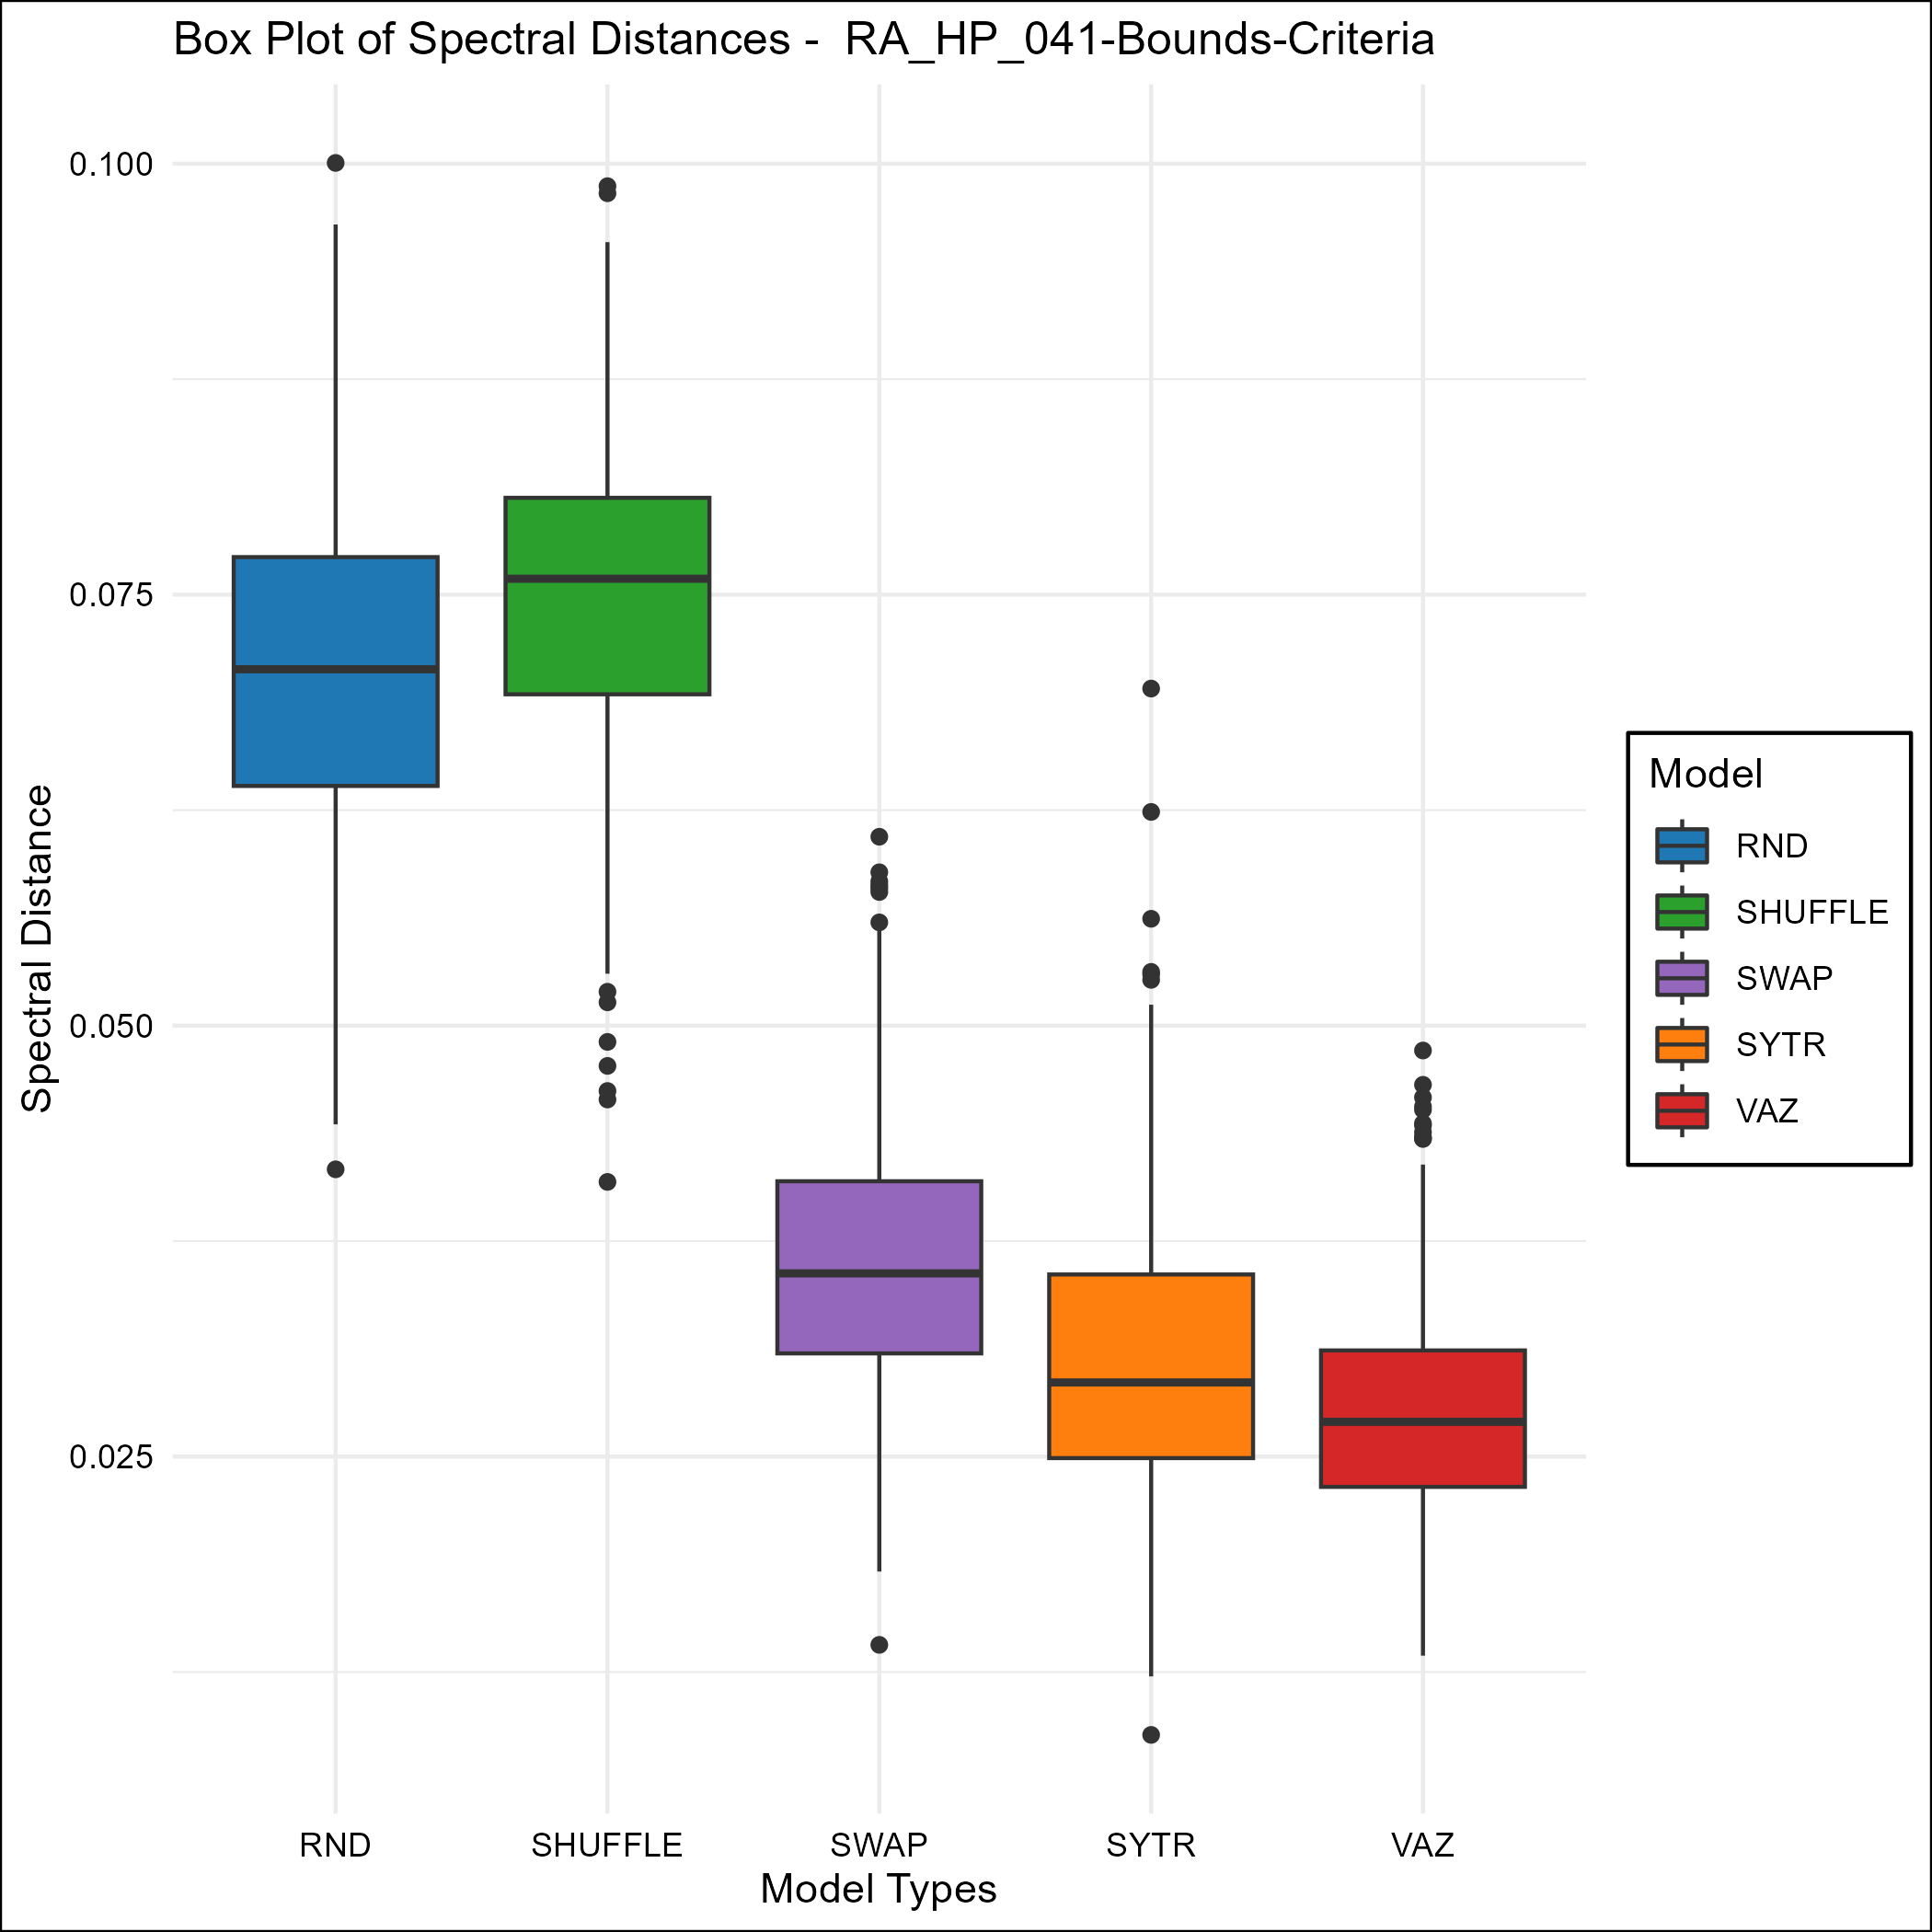 Box Plot of Spectral Distances -  RA_HP_041-Bounds-Criteria
0.100
0.075
0.050
0.025
Spectral Distance
RND
SHUFFLE
SWAP
SYTR
VAZ
Model Types
Model
RND
SHUFFLE
SWAP
SYTR
VAZ